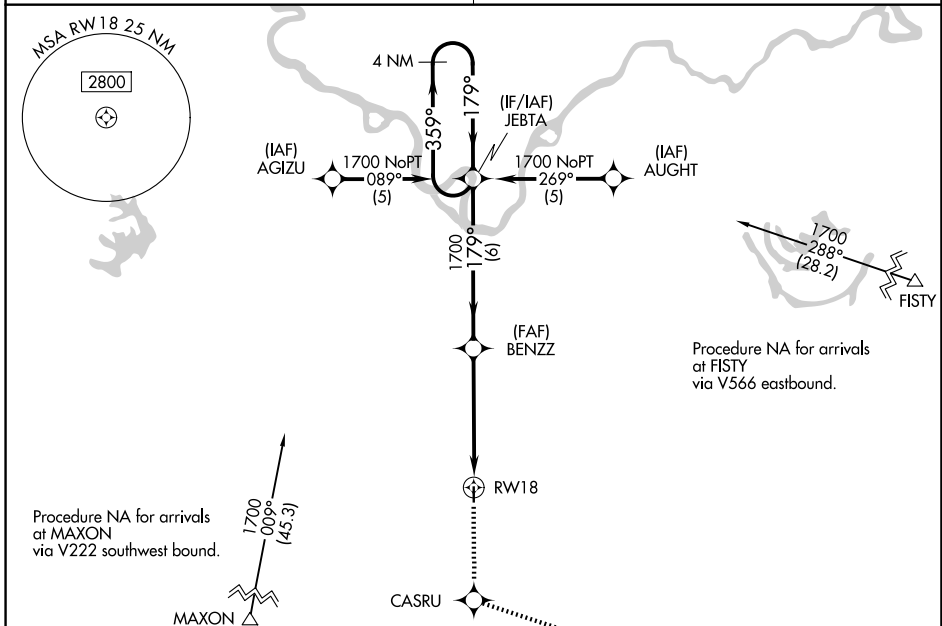 MSA RW18 25 NM
2800
4 NM
359°
179°
(IF/IAF)
JEBTA
(IAF)
AGIZU
1700 NoPT
089°
(5)
1700 NoPT
269°
(5)
(IAF)
AUGHT
1700
179°
(6)
1700
288°
(28.2)
FISTY
(FAF)
BENZZ
Procedure NA for arrivals
at FISTY
via V566 eastbound.
RW18
1700
009°
(45.3)
Procedure NA for arrivals
at MAXON
via V222 southwest bound.
CASRU
MAXON